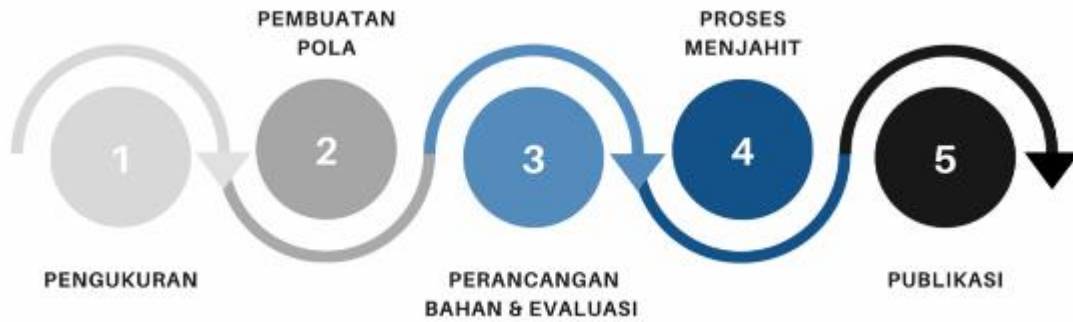 1
PENGUKURAN
PEMBUATAN
POLA
2
3
PERANCANGAN
BAHAN & EVALUASI
PROSES
MENJAHIT
4
5
PUBLIKASI